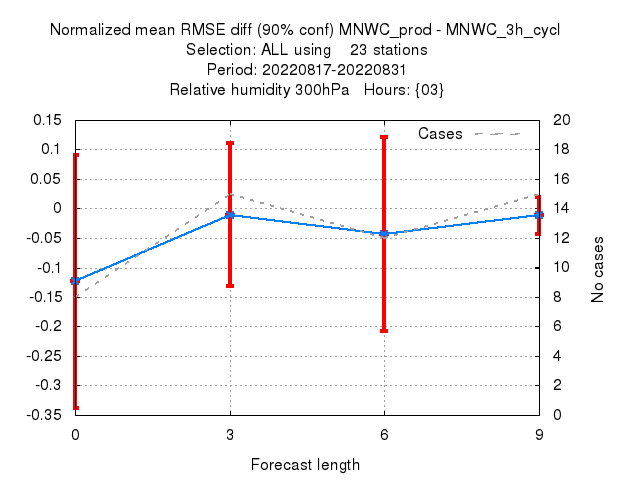 Normalized mean RMSE diff (90% conf) MNWC_prod - MNWC_3h_cycl
Selection: ALL using 23 stations
Period: 20220817-20220831
Relative humidity 300hPa Hours: {03}
Cases
0.15
0.1
0.05
0
-0.05
-0.1
-0.15
-0.2
-0.25
-0.3
-0.35
20
18
16
14
12
10
8
6
4
2
0
No cases
0 3 6 9
Forecast length